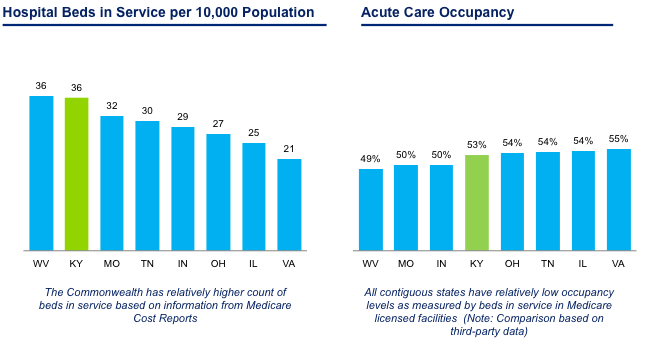 Hospital Beds in Service per 10,000 Population
36 36 32 30 29 27 25 21
WV KY MO TN IN OH IL VA
The Commonwealth has relatively higher count of
beds in service based on information from Medicare
Cost Reports
Acute Care Occupancy
49% 50% 50% 53% 54% 54% 54% 55%
WV MO IN KY OH TN IL VA
All contiguous states have relatively low occupancy
levels as measured by beds in service in Medicare
licensed facilities (Note: Comparison based on
third-party data)